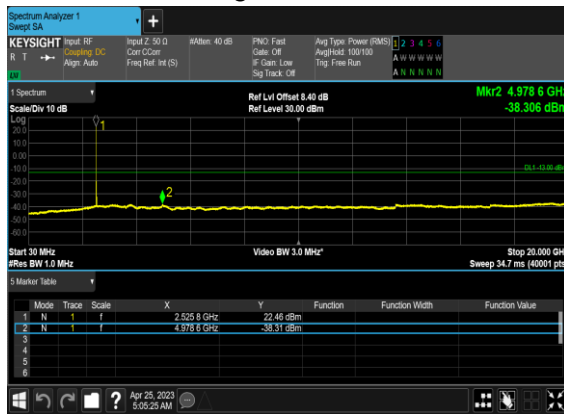 Spectrum Analyzer 1
Swept SA
KEYSIGHT Input: RF Input Z: 50 Ω #Atten: 40 dB PNO: Fast Avg Type: Power (RMS) 1 2 3 4 5 6
R T Coupling: DC Corr CCorr Gate: Off Avg|Hold: 100/100 A W W W W W
Align: Auto Freq Ref: Int (S) IF Gain: Low Trig: Free Run
Sig Track: Off A N N N N N
1 Spectrum Ref Lvl Offset 8.40 dB Mkr2 4.978 6 GHz
Scale/Div 10 dB Ref Level 30.00 dBm -38.306 dBm
Log
20.0 1
10.0
0.00
-10.0 DL1 -13.00 dBm
-20.0
-30.0 2
-40.0
-50.0
-60.0
Start 30 MHz Video BW 3.0 MHz* Stop 20.000 GH
#Res BW 1.0 MHz Sweep 34.7 ms (40001 pts
5 Marker Table
Mode Trace Scale X Y Function Function Width Function Value
1 N 1 f 2.525 8 GHz 22.46 dBm
2 N 1 f 4.978 6 GHz -38.31 dBm
3
4
5
6
Apr 25, 2023
5:05:25 AM